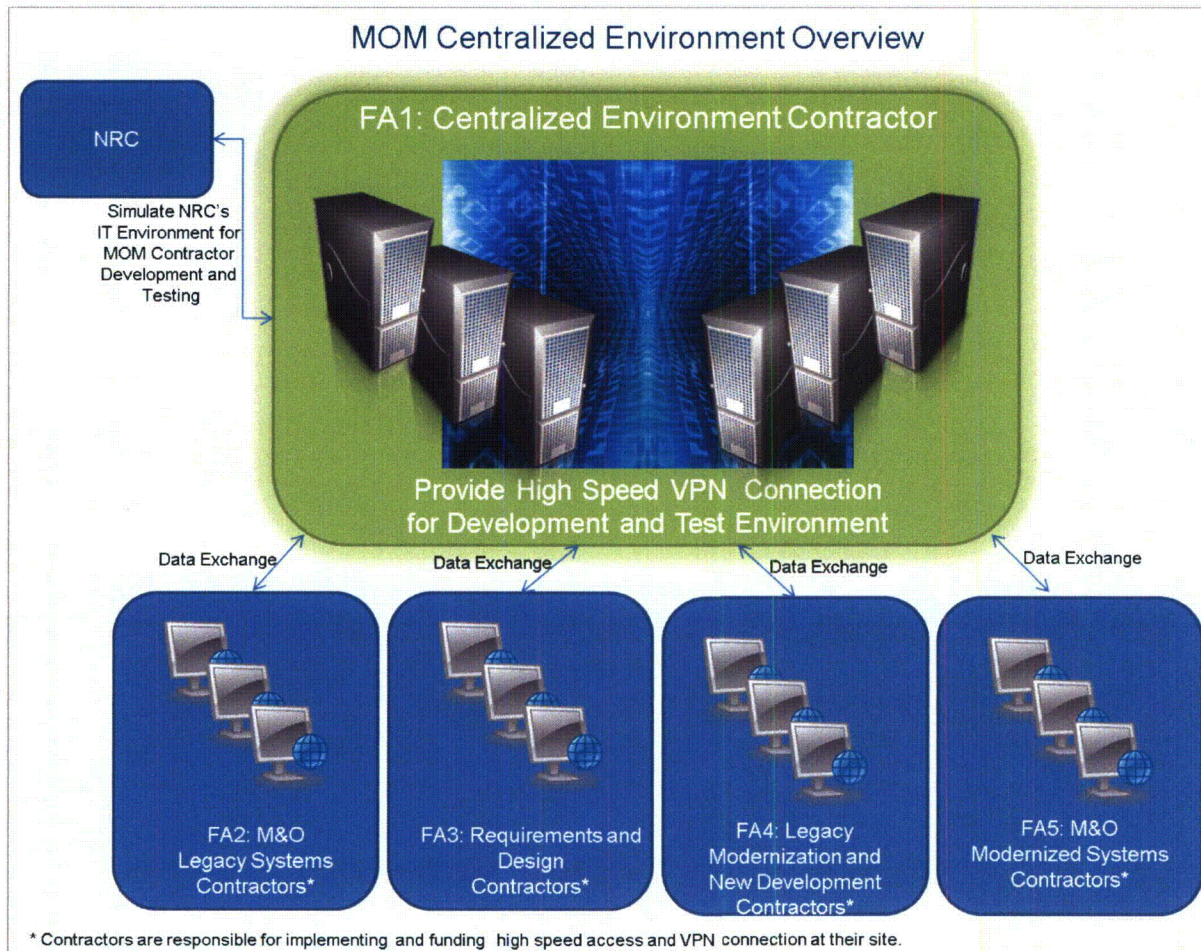 MOM Centralized Environment Overview
NRC
Simulate NRC's
IT Environment for
MOM Contractor
Development and
Testing
FA1: Centralized Environment Contractor
Provide High Speed VPN Connection
for Development and Test Environment
Data Exchange
Data Exchange
Data Exchange
Data Exchange
FA2: M&O
Legacy Systems
Contractors*
FA3: Requirements and
Design
Contractors*
FA4: Legacy
Modernization and
New Development
Contractors*
FA5: M&O
Modernized Systems
Contractors*
* Contractors are responsible for implementing and funding high speed access and VPN connection at their site.